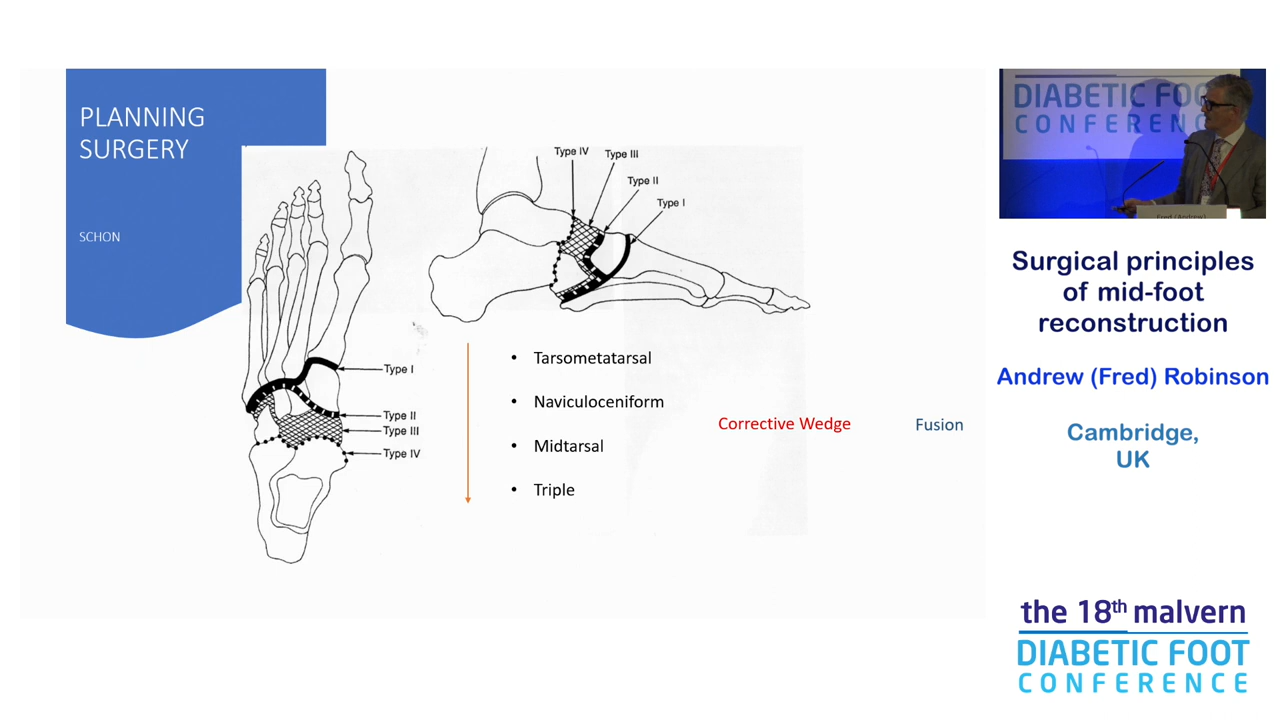 PLANNING
SURGERY
SCHON
Type IV
Type III
Type II
Type I
Type I
Type II
Type III
Type IV
• Tarsometatarsal
• Naviculoceniform
• Midtarsal
• Triple
Corrective Wedge
Fusion
DIABETIC FOO
CONFERENC
Fred (Andrew)
Surgical principles
of mid-foot
reconstruction
Andrew (Fred) Robinson
Cambridge,
UK
the 18th malvern
DIABETIC FOOT
CONFERENCE